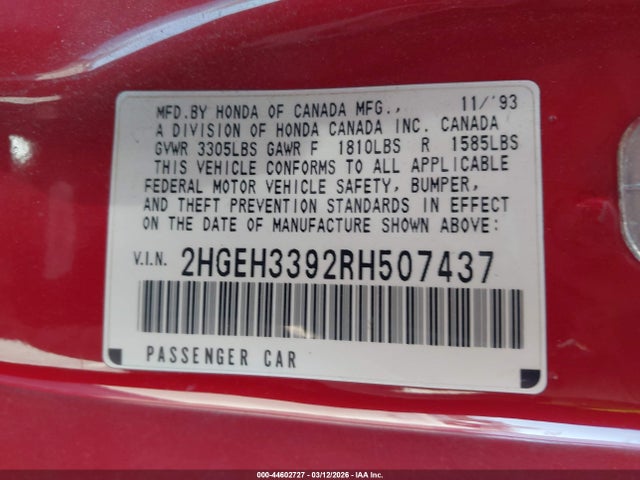 MFD.BY HONDA OF CANADA MFG., 11/'93
A DIVISION OF HONDA CANADA INC. CANADA
GVWR 3305LBS GAWR F 1810LBS R 1585LBS
THIS VEHICLE CONFORMS TO ALL APPLICABLE
FEDERAL MOTOR VEHICLE SAFETY, BUMPER,
AND THEFT PREVENTION STANDARDS IN EFFECT
ON THE DATE OF MANUFACTURE SHOWN ABOVE:
V.I.N. 2HGEH3392RH507437
PASSENGER CAR
000-44602727 - 03/12/2026 - IAA Inc.